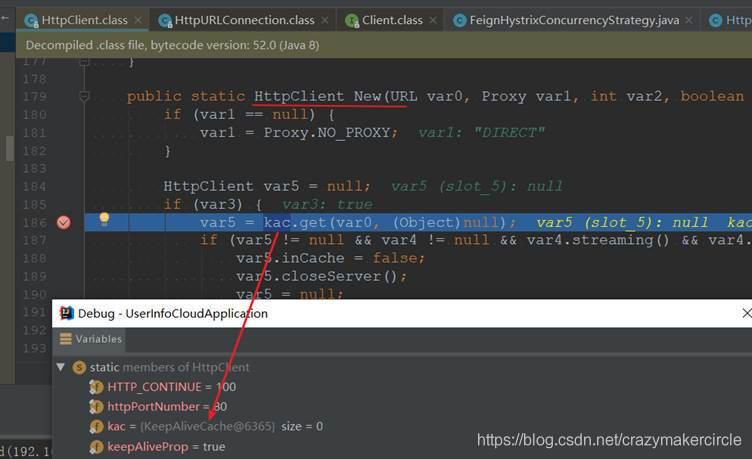 HttpClient.class × HttpURLConnection.class × Client.class × FeignHystrixConcurrencyStrategy.java × Http
Decompiled .class file, bytecode version: 52.0 (Java 8)
177 }
178
179 public static HttpClient New(URL var0, Proxy var1, int var2, boolean
180 if (var1 == null) {
181 var1 = Proxy.NO_PROXY; var1: "DIRECT"
182 }
183
184 HttpClient var5 = null; var5 (slot_5): null
185 if (var3) { var3: true
186 var5 = kac.get(var0, (Object)null); var5 (slot_5): null kac
187 if (var5 != null && var4 != null && var4.streaming() && var4.
188 var5.inCache = false;
189 var5.closeServer();
190 var5 = null;
191
192
193
Debug - UserInfoCloudApplication
Variables
static members of HttpClient
HTTP_CONTINUE = 100
httpPortNumber = 80
kac = {KeepAliveCache@6365} size = 0
keepAliveProp = true
d(192.16
https://blog.csdn.net/crazymakercircle